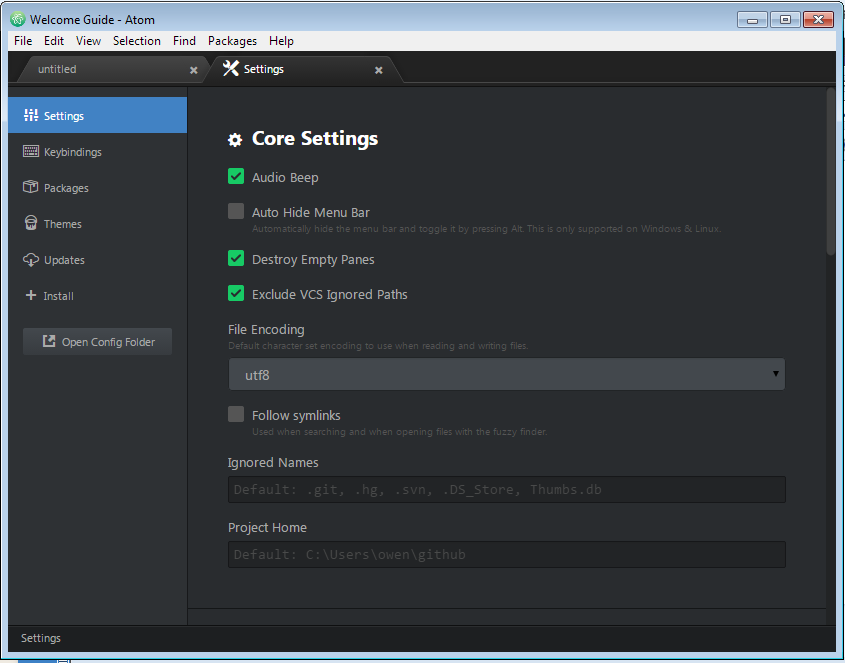 Welcome Guide - Atom
File Edit View Selection Find Packages Help
untitled
Settings
Settings
Keybindings
Packages
Themes
Updates
Install
Open Config Folder
Core Settings
Audio Beep
Auto Hide Menu Bar
Automatically hide the menu bar and toggle it by pressing Alt. This is only supported on Windows & Linux.
Destroy Empty Panes
Exclude VCS Ignored Paths
File Encoding
Default character set encoding to use when reading and writing files.
utf8
Follow symlinks
Used when searching and when opening files with the fuzzy finder.
Ignored Names
Default: .git, .hg, .svn, .DS_Store, Thumbs.db
Project Home
Default: C:\Users\owen\github
Settings